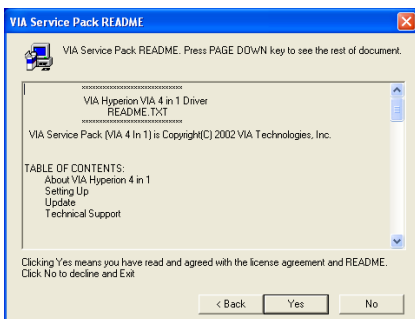 VIA Service Pack README
VIA Service Pack README. Press PAGE DOWN key to see the rest of document.
××××××××××××××××××××××××××××××
VIA Hyperion VIA 4 in 1 Driver
README.TXT
××××××××××××××××××××××××××××××
VIA Service Pack (VIA 4 In 1) is Copyright(C) 2002 VIA Technologies, Inc.
TABLE OF CONTENTS:
About VIA Hyperion 4 in 1
Setting Up
Update
Technical Support
Clicking Yes means you have read and agreed with the license agreement and README.
Click No to decline and Exit
< Back
Yes
No